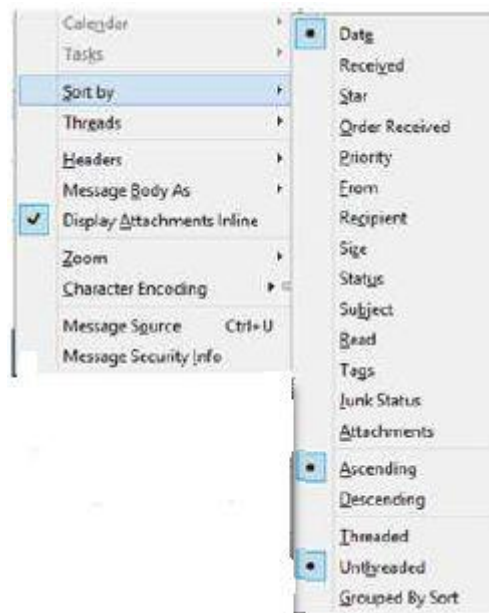 Calendar
Tasks
Sort by
Threads
Headers
Message Body As
Display Attachments Inline
Zoom
Character Encoding
Message Source Ctrl+U
Message Security Info
Date
Received
Star
Order Received
Priority
From
Recipient
Size
Status
Subject
Read
Tags
Junk Status
Attachments
Ascending
Descending
Threaded
Unthreaded
Grouped By Sort